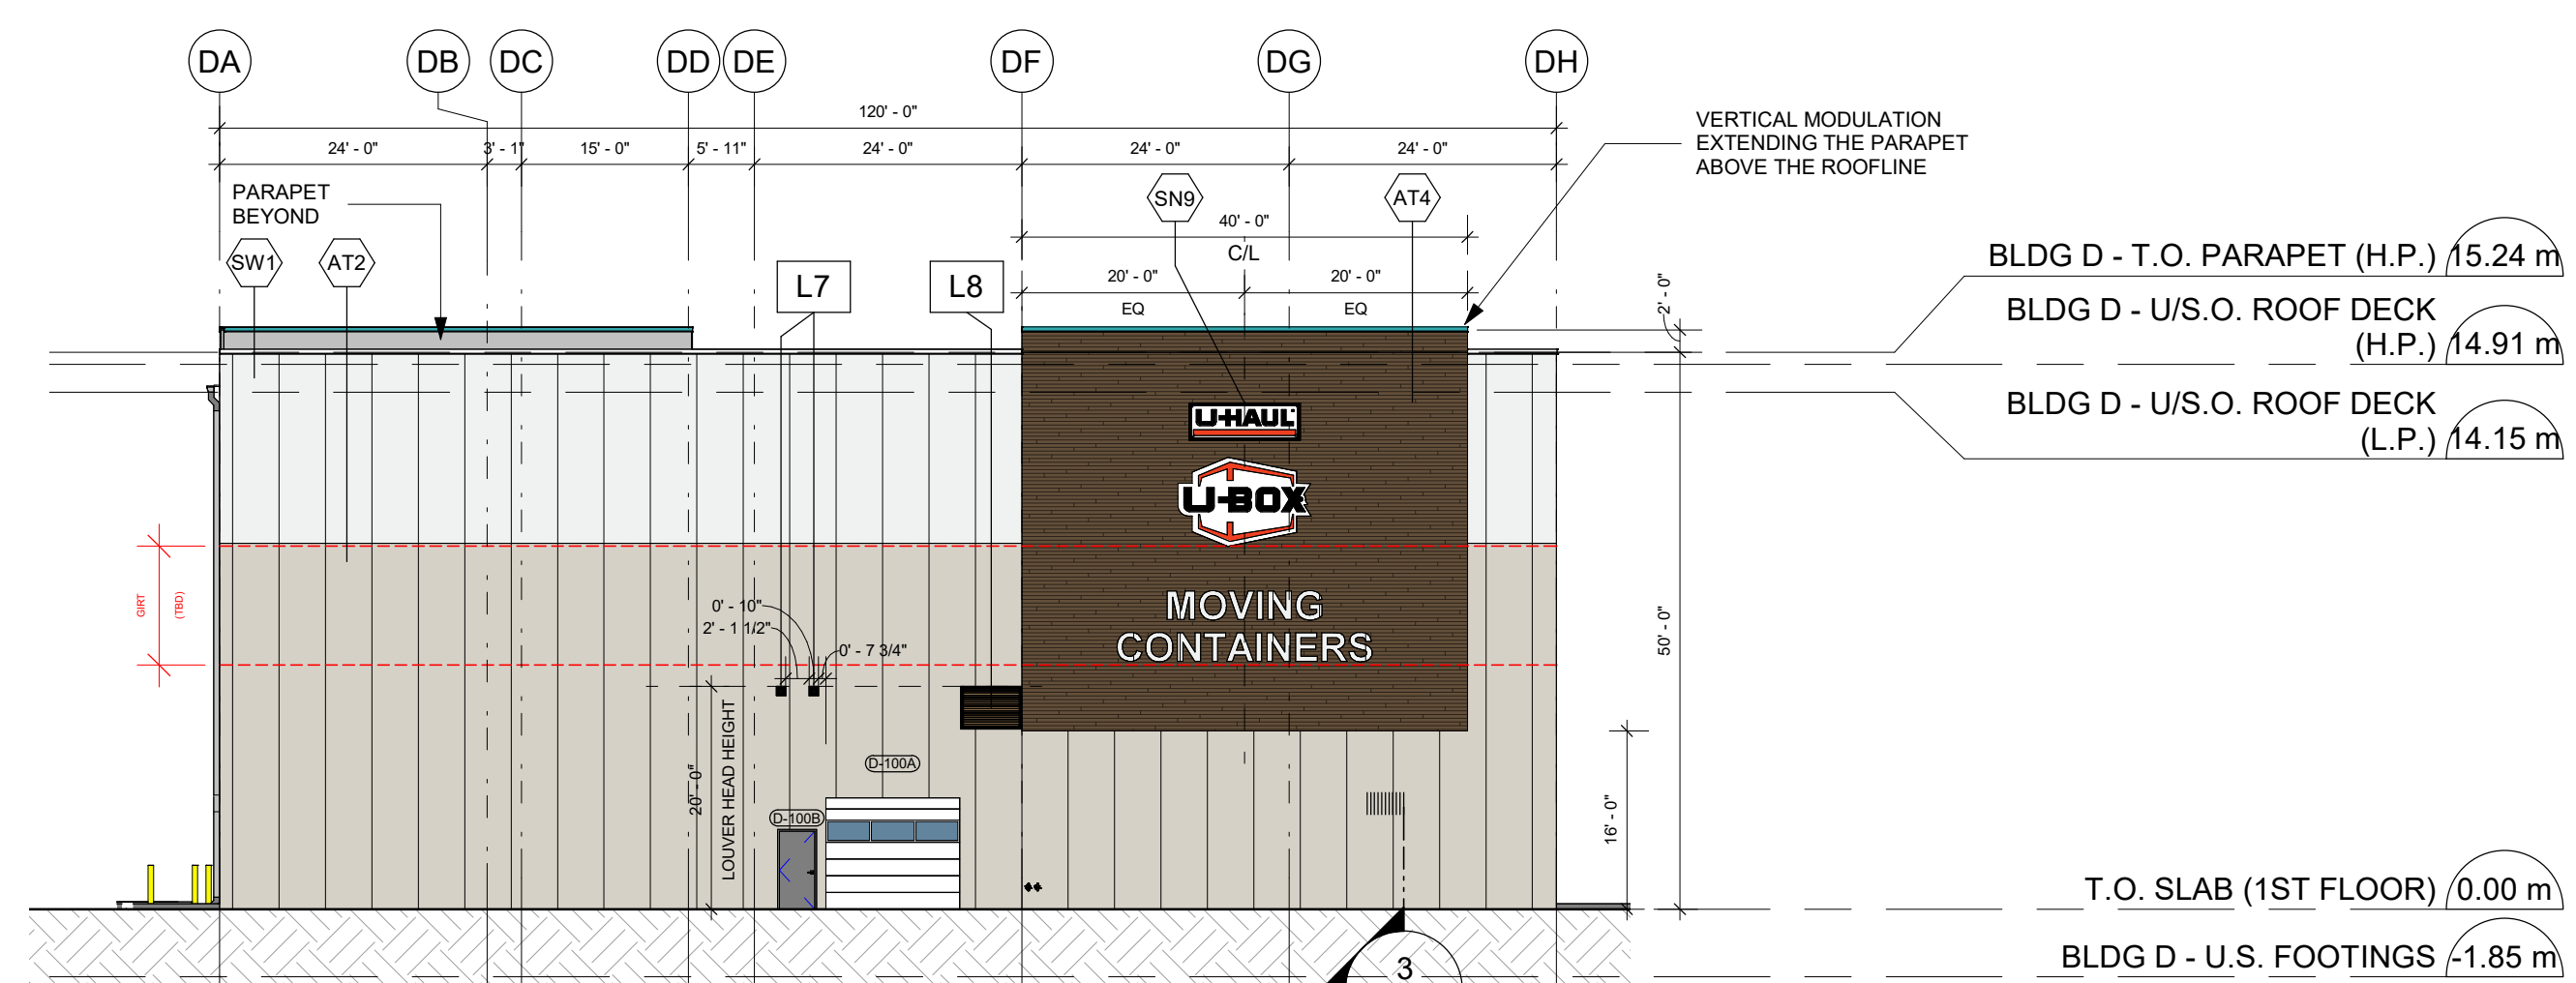 DA
DB
DC
DD
DE
DF
DG
DH
120' - 0"
24' - 0"
3' - 1"
15' - 0"
5' - 11"
24' - 0"
24' - 0"
24' - 0"
VERTICAL MODULATION
EXTENDING THE PARAPET
ABOVE THE ROOFLINE
PARAPET
BEYOND
SW1
AT2
SN9
AT4
40' - 0"
C/L
20' - 0"
20' - 0"
EQ
EQ
L7
L8
2' - 0"
BLDG D - T.O. PARAPET (H.P.)
15.24 m
BLDG D - U/S.O. ROOF DECK
(H.P.)
14.91 m
BLDG D - U/S.O. ROOF DECK
(L.P.)
14.15 m
U-HAUL
U-BOX
MOVING
CONTAINERS
GIRT
(TBD)
0' - 10"
2' - 1 1/2"
0' - 7 3/4"
20' - 0"
LOUVER HEAD HEIGHT
D-100A
D-100B
50' - 0"
16' - 0"
T.O. SLAB (1ST FLOOR)
0.00 m
BLDG D - U.S. FOOTINGS
-1.85 m
3